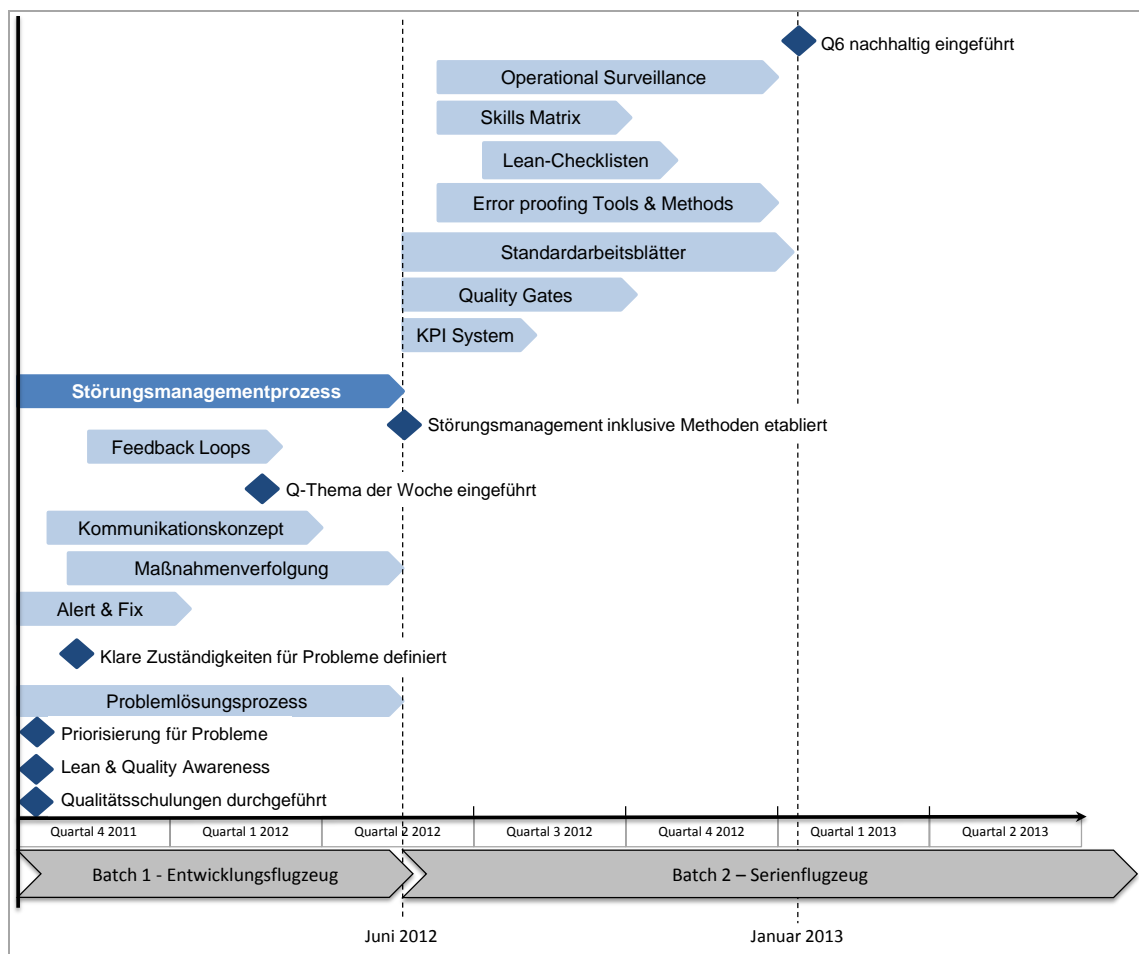 Q6 nachhaltig eingeführt
Operational Surveillance
Skills Matrix
Lean-Checklisten
Error proofing Tools & Methods
Standardarbeitsblätter
Quality Gates
KPI System
Störungsmanagementprozess
Störungsmanagement inklusive Methoden etabliert
Feedback Loops
Q-Thema der Woche eingeführt
Kommunikationskonzept
Maßnahmenverfolgung
Alert & Fix
Klare Zuständigkeiten für Probleme definiert
Problemlösungsprozess
Priorisierung für Probleme
Lean & Quality Awareness
Qualitätsschulungen durchgeführt
Quartal 4 2011 Quartal 1 2012 Quartal 2 2012 Quartal 3 2012 Quartal 4 2012 Quartal 1 2013 Quartal 2 2013
Batch 1 - Entwicklungsflugzeug Batch 2 – Serienflugzeug
Juni 2012 Januar 2013